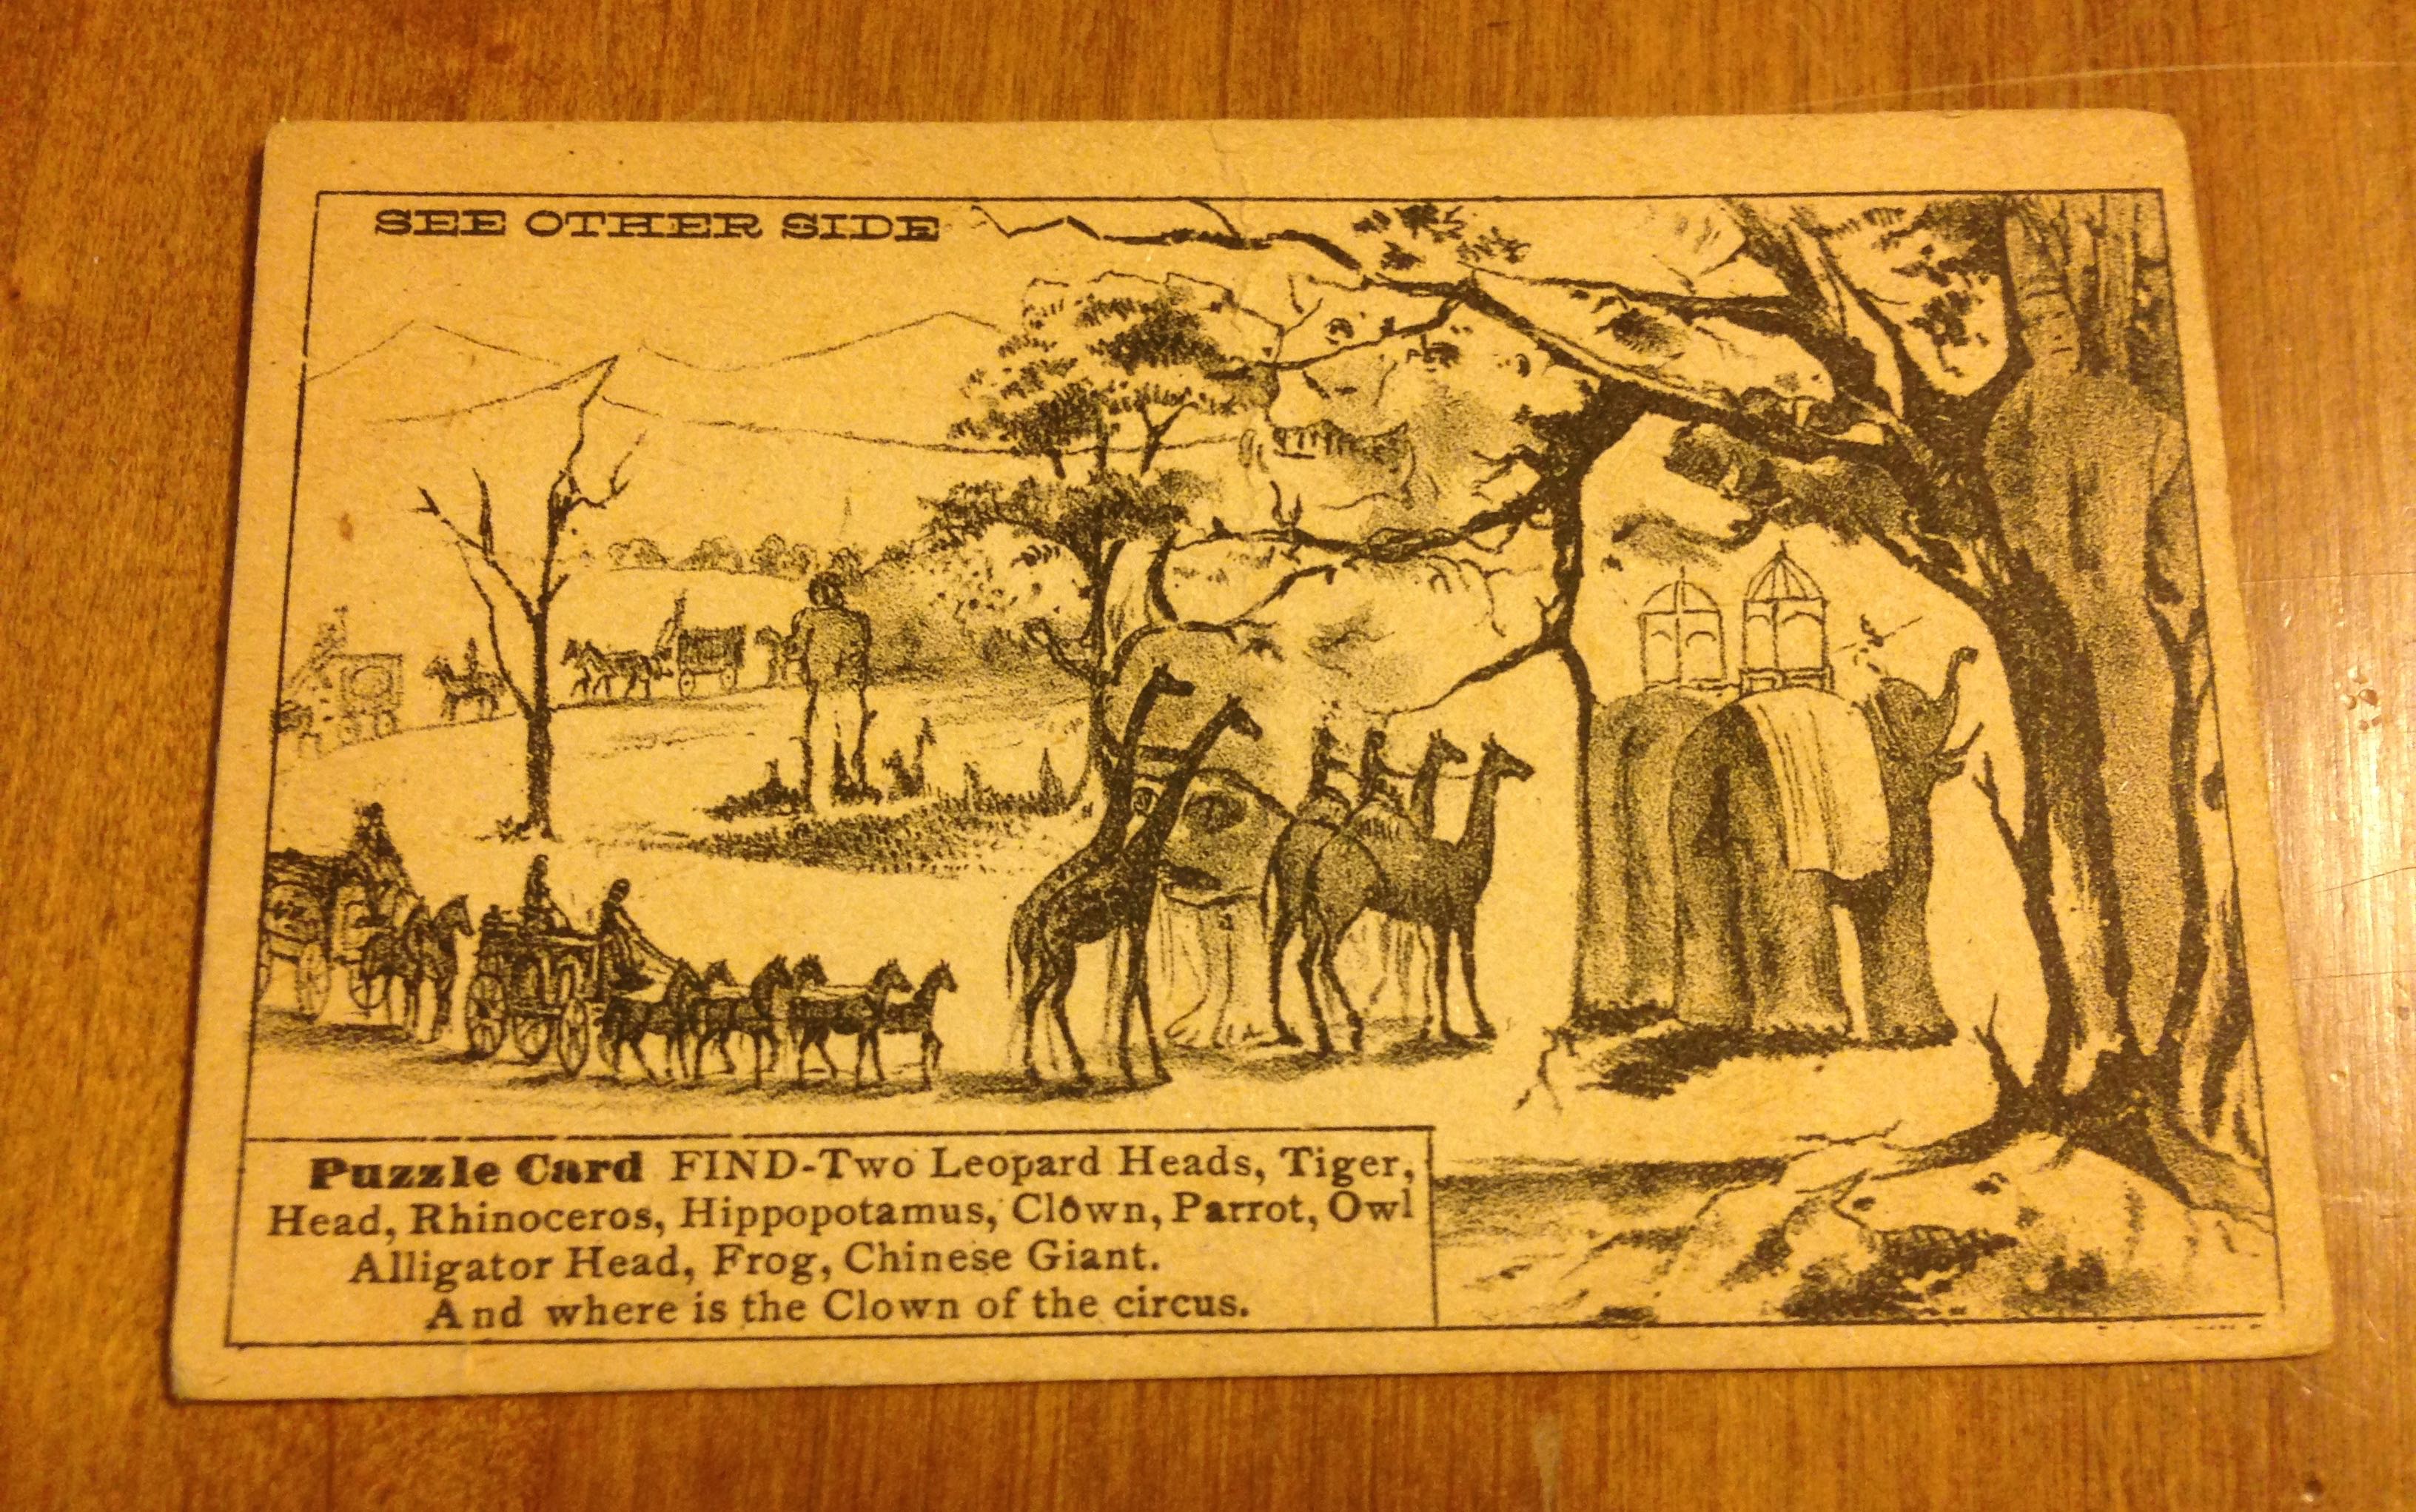 SEE OTHER SIDE
Puzzle Card FIND-Two Leopard Heads, Tiger,
Head, Rhinoceros, Hippopotamus, Clown, Parrot, Owl
Alligator Head, Frog, Chinese Giant.
And where is the Clown of the circus.